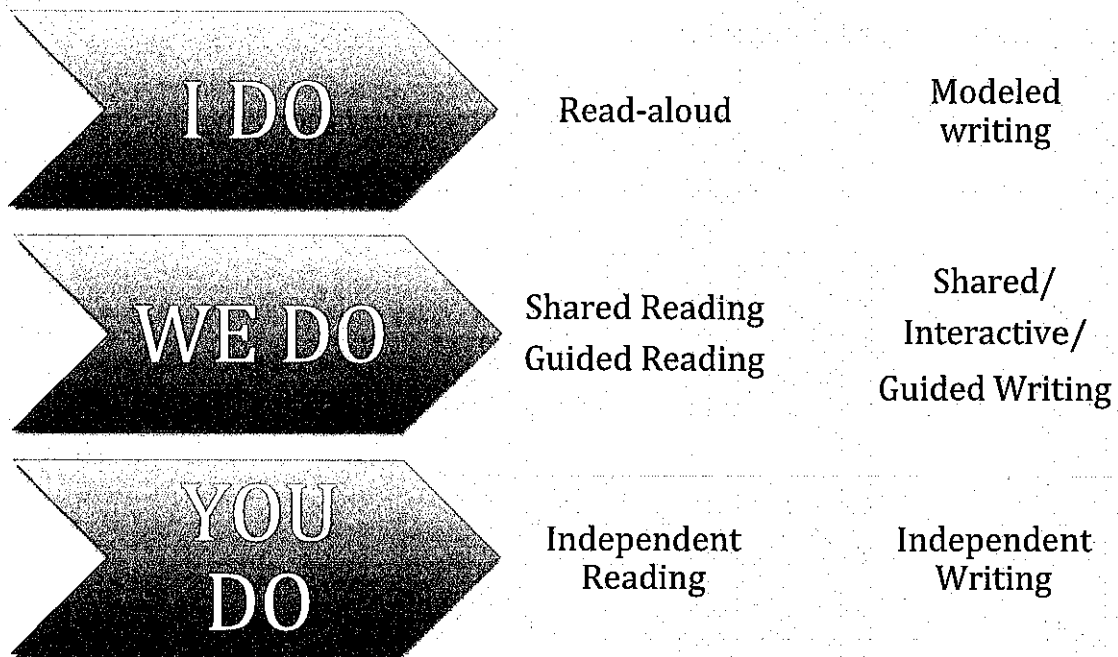 I DO
Read-aloud
Modeled
writing
WE DO
Shared Reading
Guided Reading
Shared/
Interactive/
Guided Writing
YOU
DO
Independent
Reading
Independent
Writing